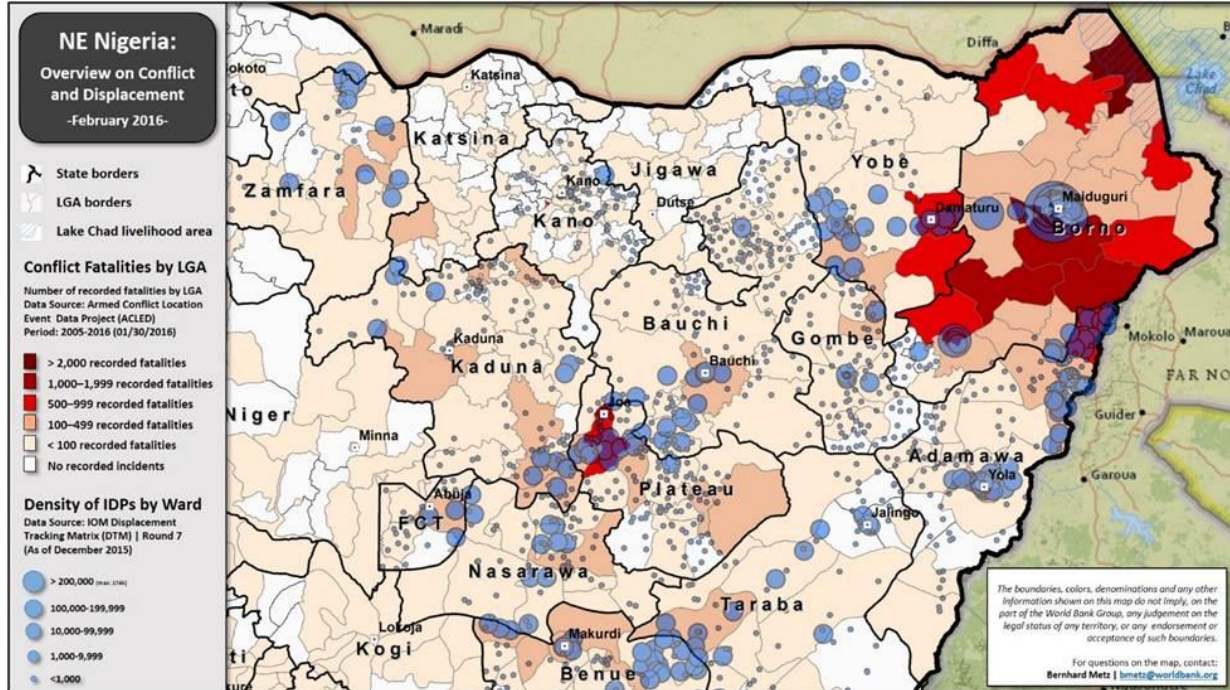 NE Nigeria:
Overview on Conflict
and Displacement
-February 2016-
State borders
LGA borders
Lake Chad livelihood area
Conflict Fatalities by LGA
Number of recorded fatalities by LGA
Data Source: Armed Conflict Location
Event Data Project (ACLED)
Period: 2005-2016 (01/30/2016)
> 2,000 recorded fatalities
1,000–1,999 recorded fatalities
500–999 recorded fatalities
100–499 recorded fatalities
< 100 recorded fatalities
No recorded incidents
Density of IDPs by Ward
Data Source: IOM Displacement
Tracking Matrix (DTM) | Round 7
(As of December 2015)
> 200,000
100,000-199,999
10,000-99,999
1,000-9,999
<1,000
Maradi
Diffa
Katsina
Lake
Chad
Katsina
Jigawa
Yobe
Zamfara
Kano
Kano
Dutse
Damaturu
Maiduguri
Borno
Bauchi
Gombe
Mokolo
Maroua
Kaduna
Kaduna
Bauchi
FAR NO
Niger
Jos
Guider
Minna
Adamawa
Garoua
Abuja
FCT
Plateau
Yola
Jalingo
Nasarawa
Taraba
Lokoja
Kogi
Makurdi
Benue
The boundaries, colors, denominations and any other
information shown on this map do not imply, on the
part of the World Bank Group, any judgement on the
legal status of any territory, or any endorsement or
acceptance of such boundaries.
For questions on the map, contact:
Bernhard Metz | bmetz@worldbank.org